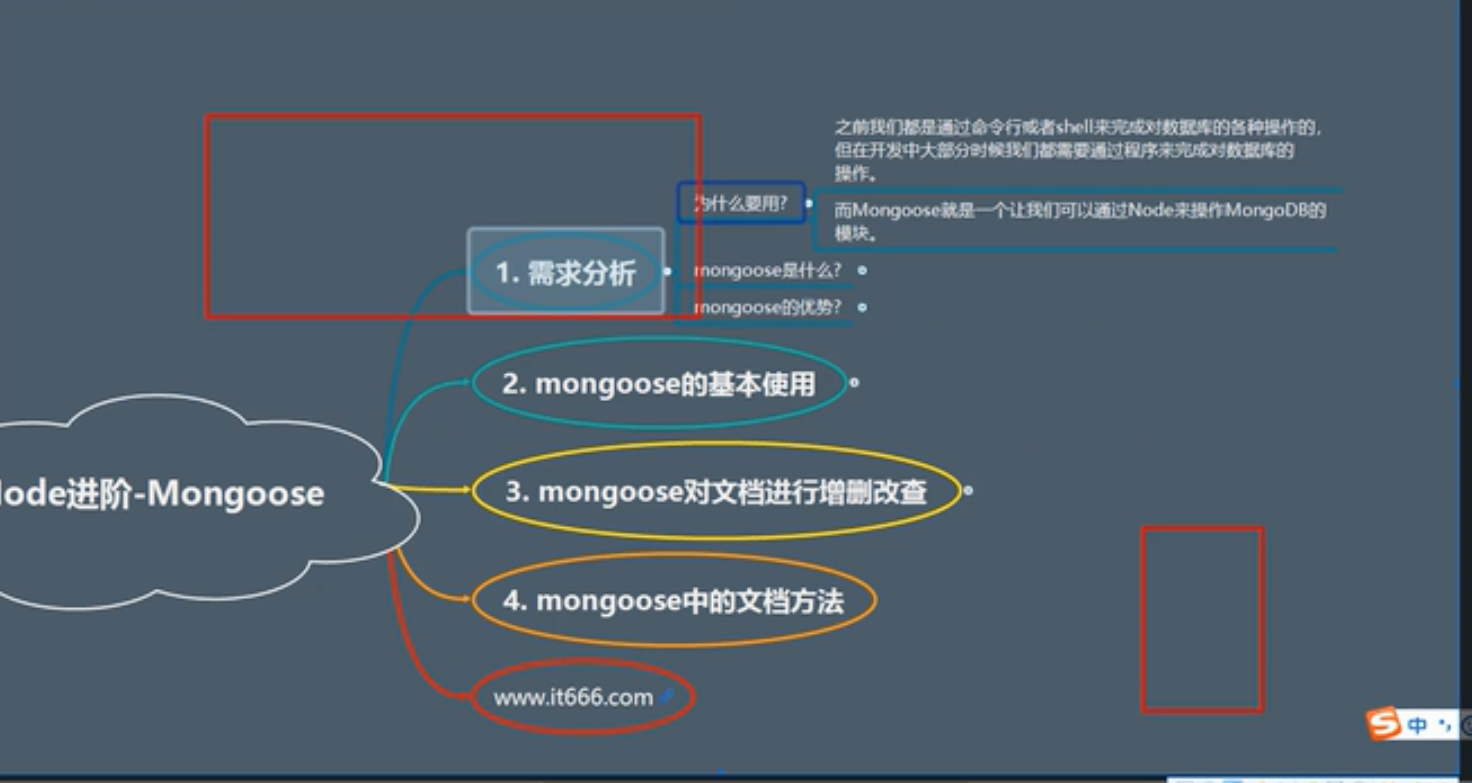 之前我们都是通过命令行或者shell来完成对数据库的各种操作的,
但在开发中大部分时候我们都需要通过程序来完成对数据库的
操作。
为什么要用?
而Mongoose就是一个让我们可以通过Node来操作MongoDB的
模块。
1. 需求分析
mongoose是什么?
mongoose的优势?
2. mongoose的基本使用
ode进阶-Mongoose
3. mongoose对文档进行增删改查
4. mongoose中的文档方法
www.it666.com
中